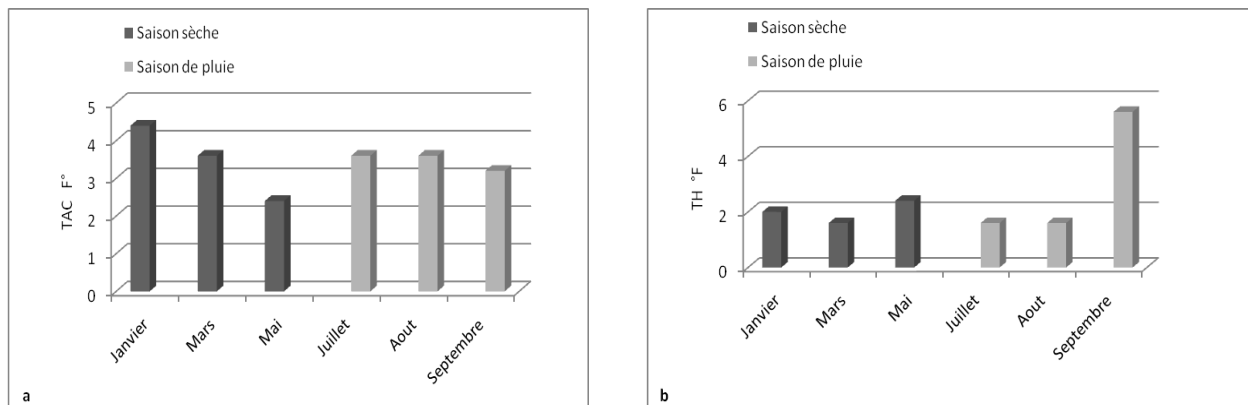 Saison sèche
Saison de pluie
5
4
3
2
1
0
TAC F°
Janvier
Mars
Mai
Juillet
Aout
Septembre
a
Saison sèche
Saison de pluie
6
4
2
0
TH °F
Janvier
Mars
Mai
Juillet
Aout
Septembre
b